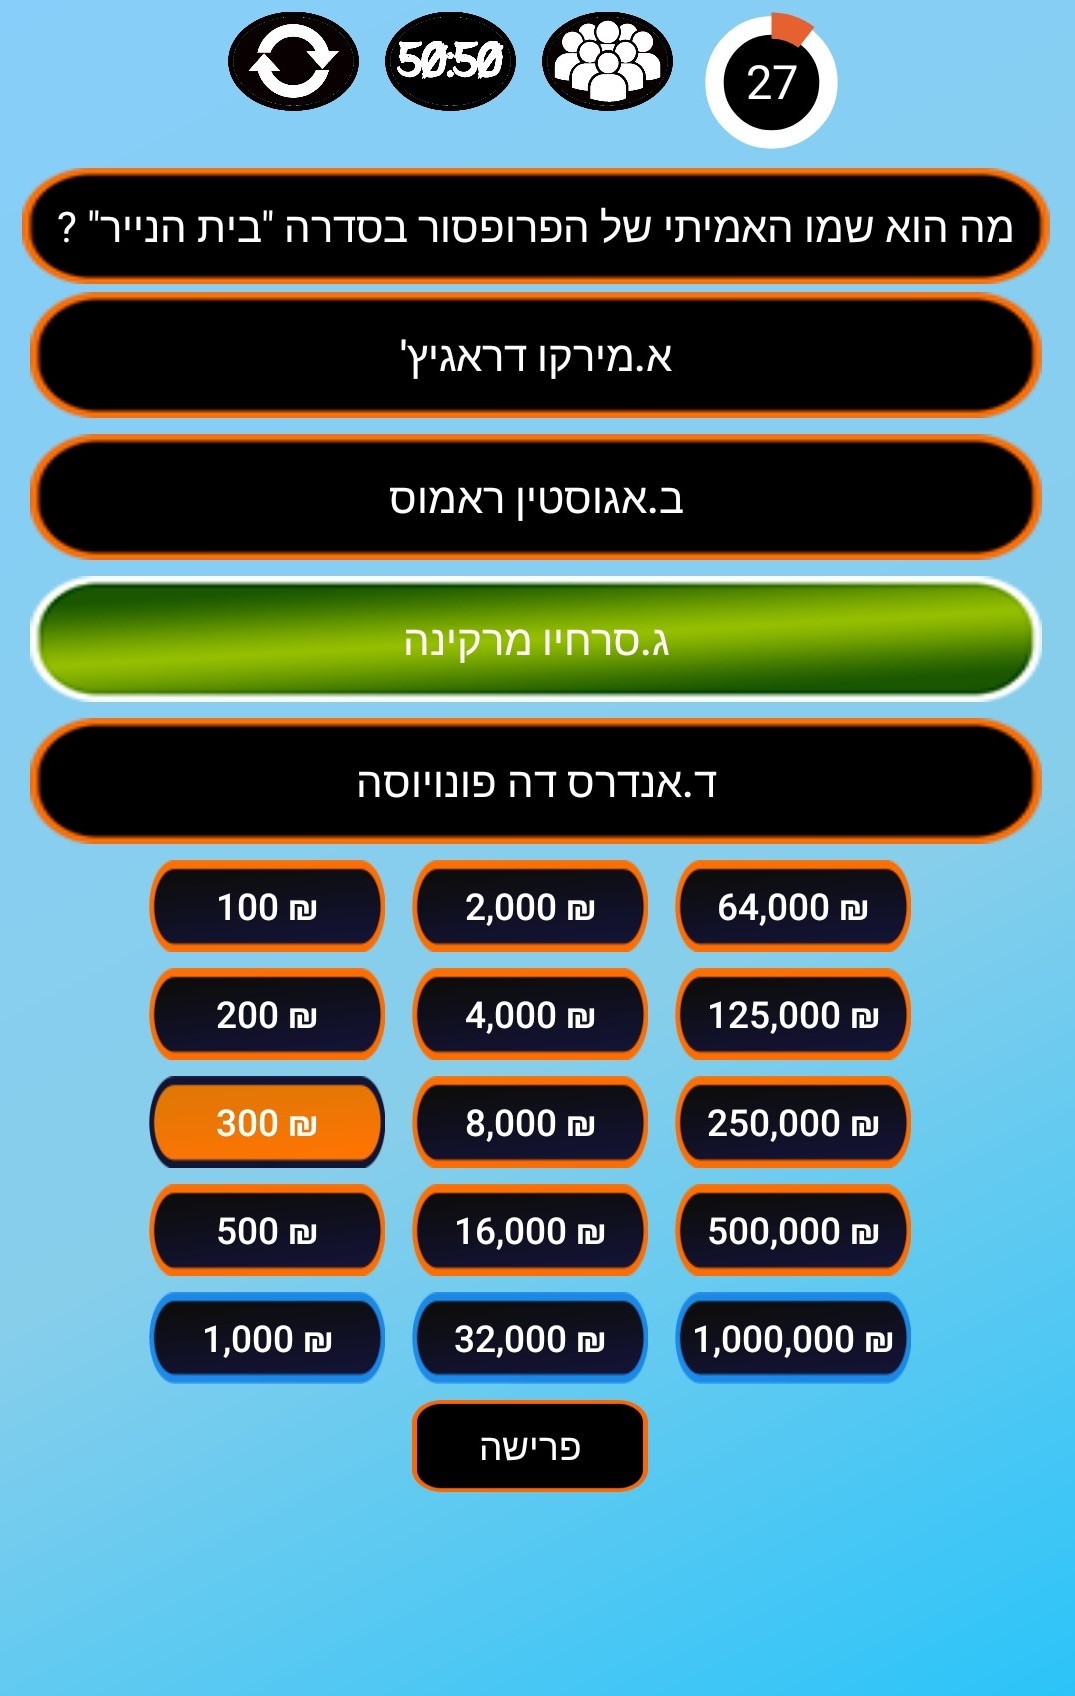 50:50
27
מה הוא שמו האמיתי של הפרופסור בסדרה "בית הנייר" ?
א.מירקו דראגיץ'
ב.אגוסטין ראמוס
ג.סרחיו מרקינה
ד.אנדרס דה פונויוסה
100 ₪ 2,000 ₪ 64,000 ₪
200 ₪ 4,000 ₪ 125,000 ₪
300 ₪ 8,000 ₪ 250,000 ₪
500 ₪ 16,000 ₪ 500,000 ₪
1,000 ₪ 32,000 ₪ 1,000,000 ₪
פרישה